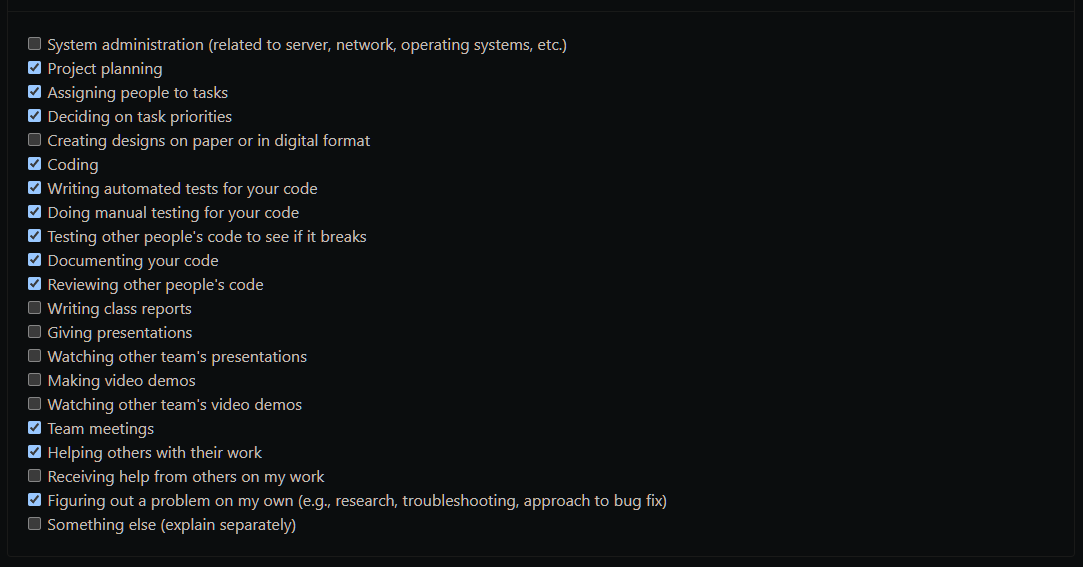 System administration (related to server, network, operating systems, etc.)
Project planning
Assigning people to tasks
Deciding on task priorities
Creating designs on paper or in digital format
Coding
Writing automated tests for your code
Doing manual testing for your code
Testing other people's code to see if it breaks
Documenting your code
Reviewing other people's code
Writing class reports
Giving presentations
Watching other team's presentations
Making video demos
Watching other team's video demos
Team meetings
Helping others with their work
Receiving help from others on my work
Figuring out a problem on my own (e.g., research, troubleshooting, approach to bug fix)
Something else (explain separately)